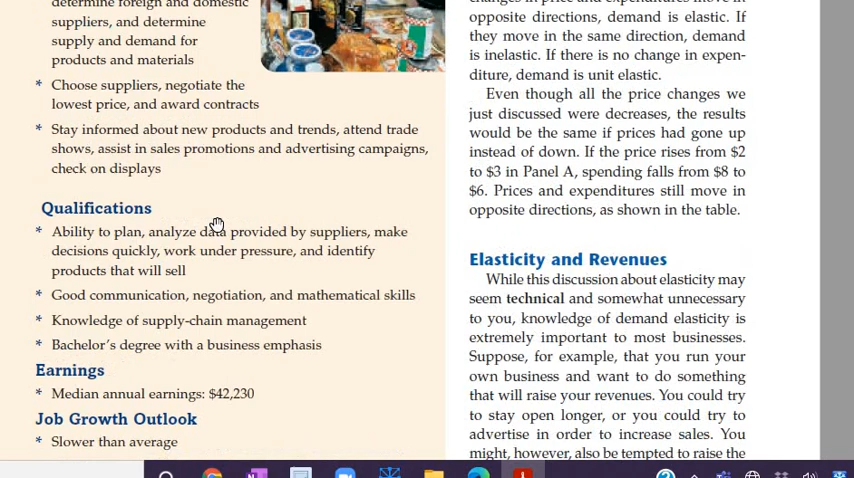 determine foreign and domestic
suppliers, and determine
supply and demand for
products and materials
* Choose suppliers, negotiate the
lowest price, and award contracts
* Stay informed about new products and trends, attend trade
shows, assist in sales promotions and advertising campaigns,
check on displays
Qualifications
* Ability to plan, analyze data provided by suppliers, make
decisions quickly, work under pressure, and identify
products that will sell
* Good communication, negotiation, and mathematical skills
* Knowledge of supply-chain management
* Bachelor's degree with a business emphasis
Earnings
* Median annual earnings: $42,230
Job Growth Outlook
* Slower than average
changes in price and expenditures move in
opposite directions, demand is elastic. If
they move in the same direction, demand
is inelastic. If there is no change in expen-
diture, demand is unit elastic.
Even though all the price changes we
just discussed were decreases, the results
would be the same if prices had gone up
instead of down. If the price rises from $2
to $3 in Panel A, spending falls from $8 to
$6. Prices and expenditures still move in
opposite directions, as shown in the table.
Elasticity and Revenues
While this discussion about elasticity may
seem technical and somewhat unnecessary
to you, knowledge of demand elasticity is
extremely important to most businesses.
Suppose, for example, that you run your
own business and want to do something
that will raise your revenues. You could try
to stay open longer, or you could try to
advertise in order to increase sales. You
might, however, also be tempted to raise the